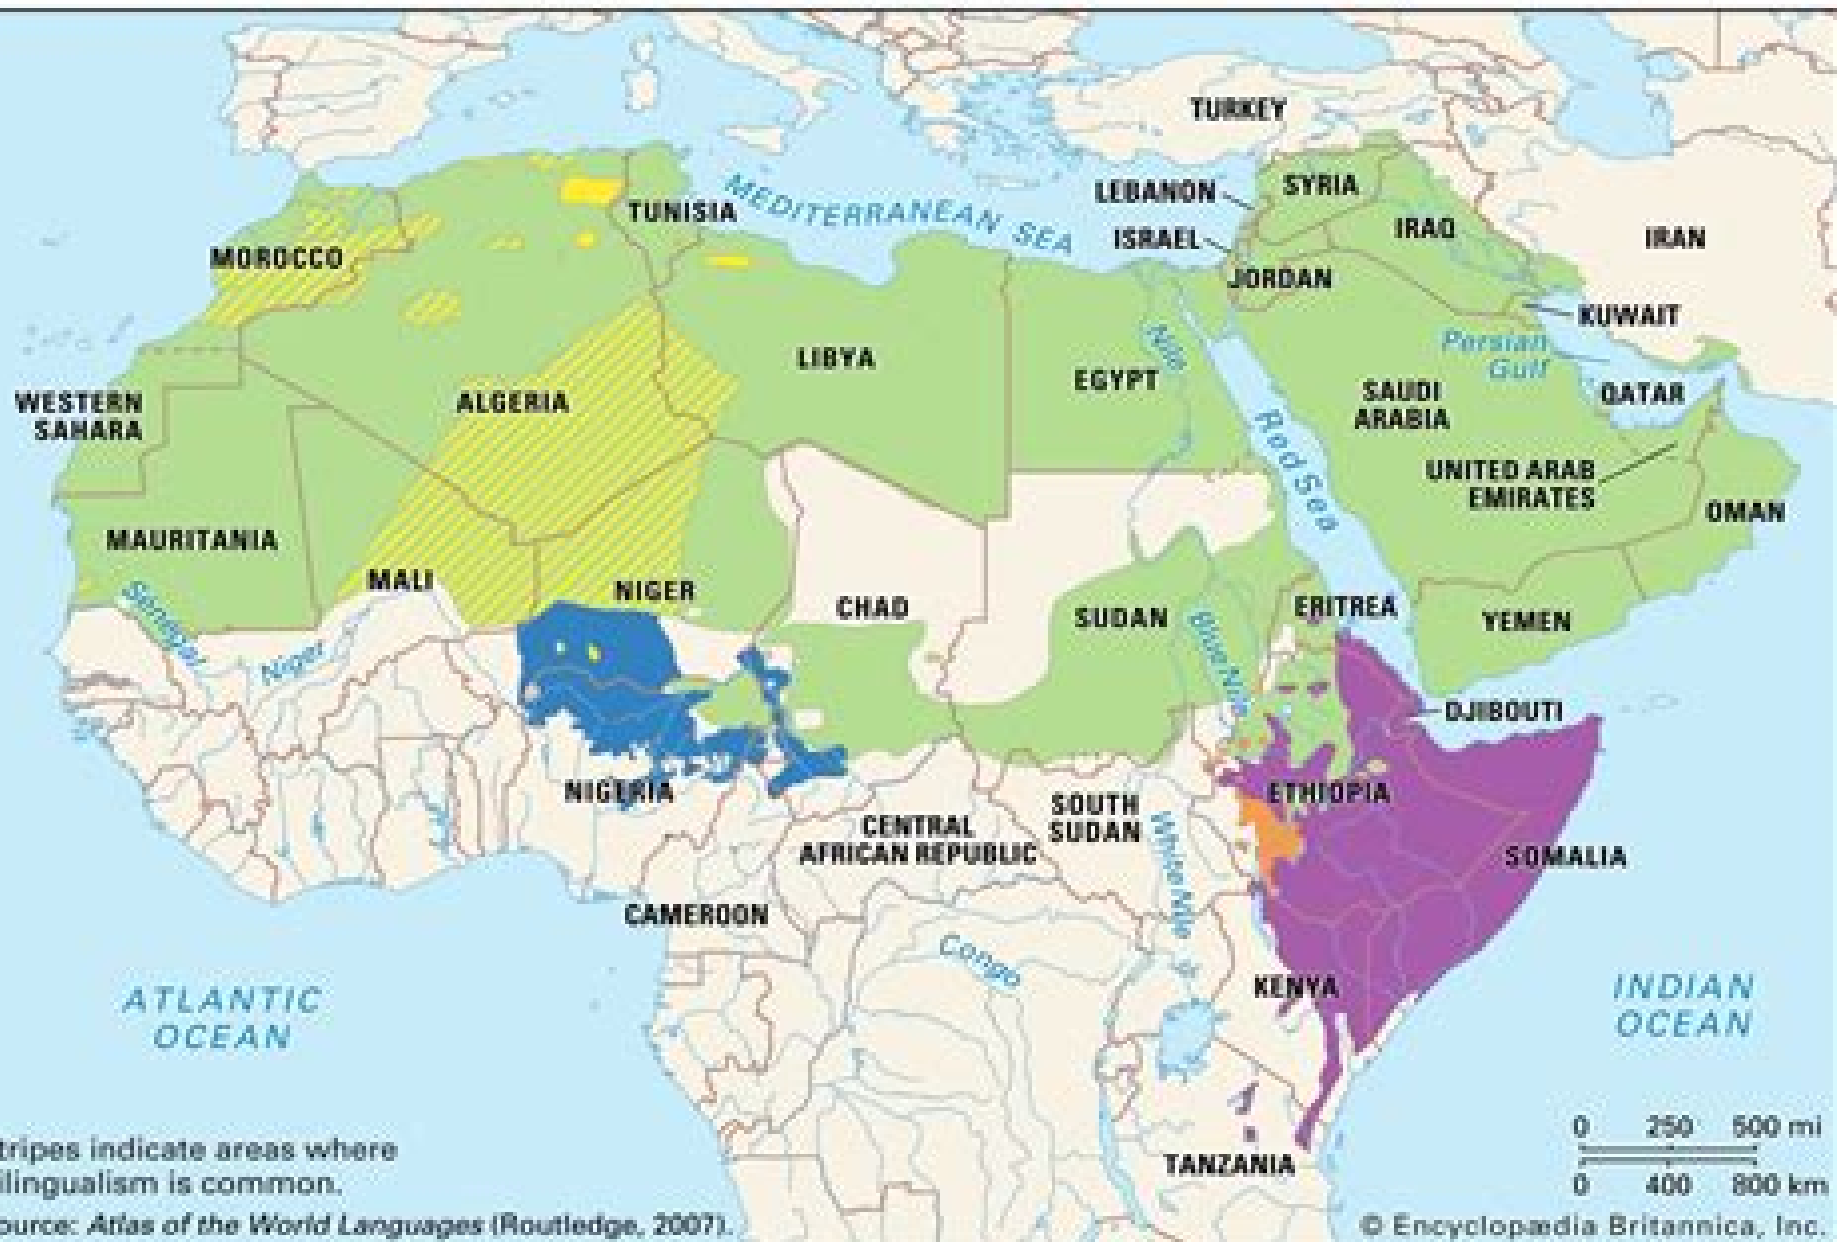 TURKEY
LEBANON
SYRIA
TUNISIA
MEDITERRANEAN SEA
ISRAEL
IRAQ
IRAN
MOROCCO
JORDAN
KUWAIT
Persian
Gulf
LIBYA
Nile
EGYPT
SAUDI
ARABIA
QATAR
WESTERN
SAHARA
ALGERIA
Red Sea
UNITED ARAB
EMIRATES
OMAN
MAURITANIA
MALI
NIGER
CHAD
SUDAN
ERITREA
YEMEN
Senegal
Niger
Blue Nile
DJIBOUTI
NIGERIA
ETHIOPIA
SOUTH
SUDAN
CENTRAL
AFRICAN REPUBLIC
White Nile
SOMALIA
CAMEROON
Congo
KENYA
ATLANTIC
OCEAN
INDIAN
OCEAN
TANZANIA
0 250 500 mi
0 400 800 km
tripes indicate areas where
ilingualism is common.
ource: Atlas of the World Languages (Routledge, 2007).
© Encyclopædia Britannica, Inc.